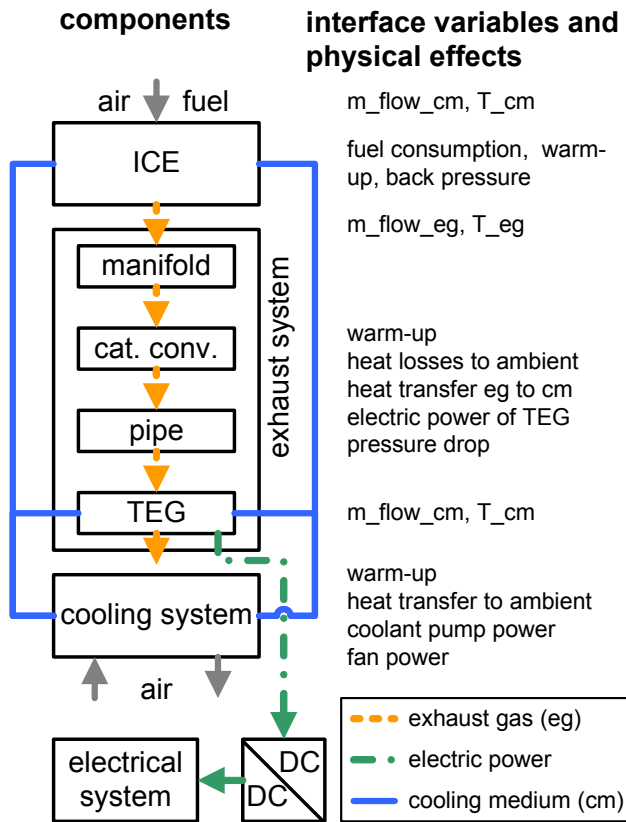 components
interface variables and
physical effects
air
fuel
m_flow_cm, T_cm
ICE
fuel consumption, warm-
up, back pressure
m_flow_eg, T_eg
manifold
exhaust system
cat. conv.
warm-up
heat losses to ambient
heat transfer eg to cm
electric power of TEG
pressure drop
pipe
TEG
m_flow_cm, T_cm
cooling system
warm-up
heat transfer to ambient
coolant pump power
fan power
air
exhaust gas (eg)
electric power
cooling medium (cm)
electrical
system
DC
DC